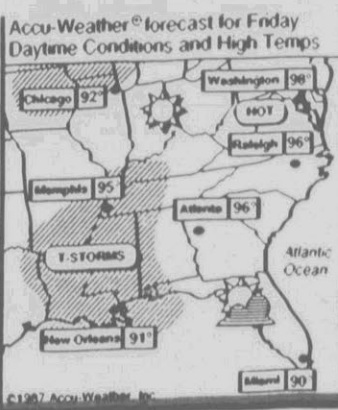 Accu-Weather® forecast for Friday
Daytime Conditions and High Temps
Washington 98°
Chicago 92°
HOT
Raleigh 96°
Memphis 95°
Atlanta 96°
T-STORMS
Atlantic
Ocean
New Orleans 91°
Miami 90°
©1987 Accu-Weather, Inc.